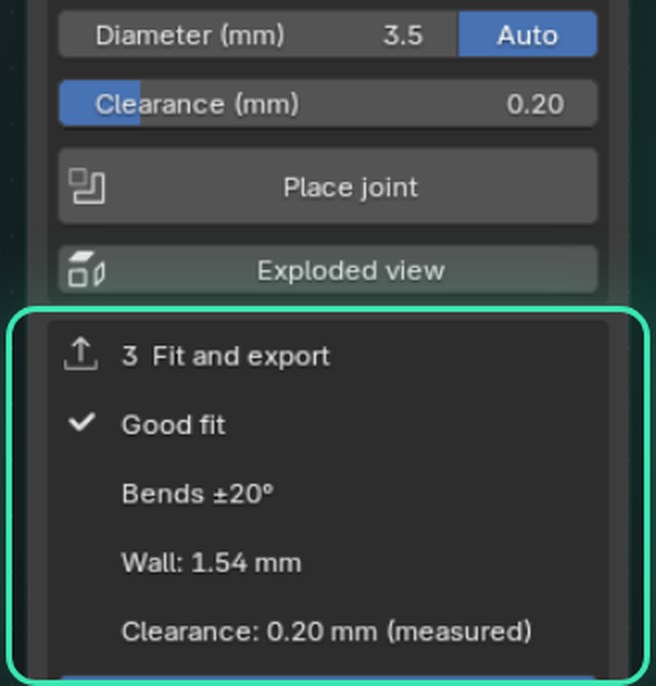 Diameter (mm) 3.5 Auto
Clearance (mm) 0.20
Place joint
Exploded view
3 Fit and export
Good fit
Bends ±20°
Wall: 1.54 mm
Clearance: 0.20 mm (measured)